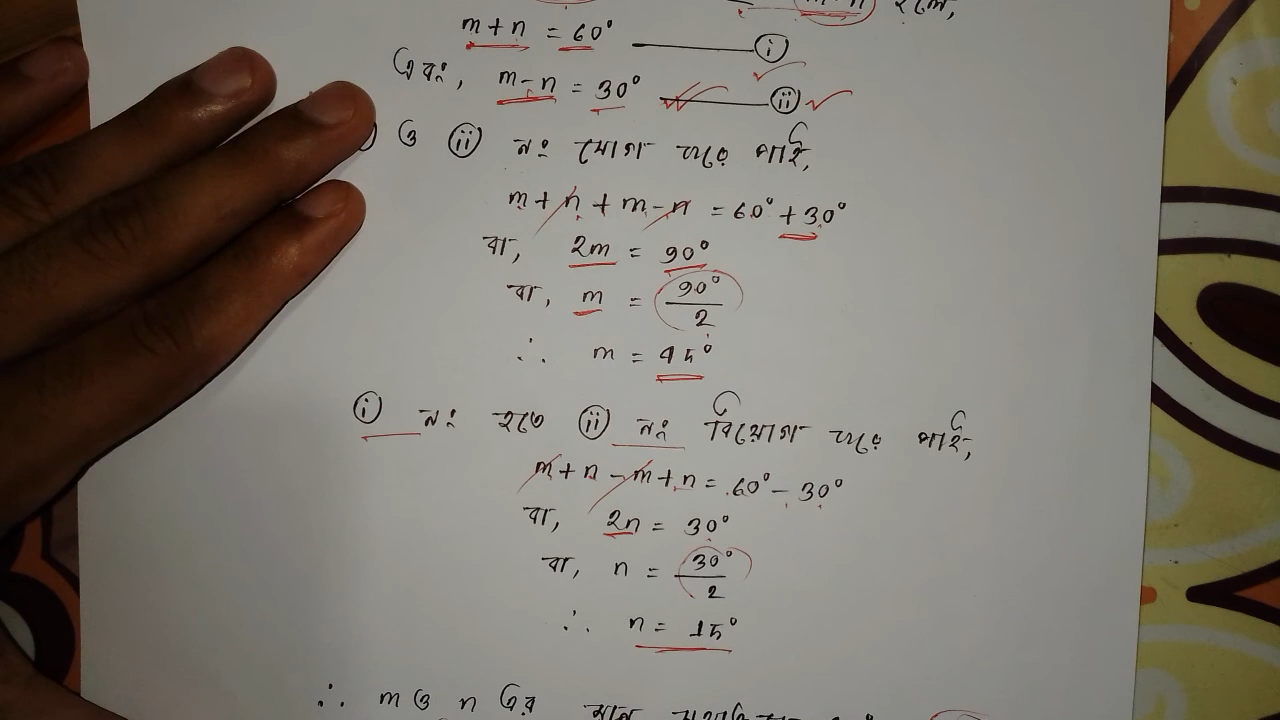 হলে,
m + n = 60° ——— (i)
এবং, m - n = 30° ——— (ii)
ও (ii) নং যোগ করে পাই,
m + n + m - n = 60° + 30°
বা, 2m = 90°
বা, m = 90°/2
∴ m = 45°
(i) নং হতে (ii) নং বিয়োগ করে পাই,
m + n - m + n = 60° - 30°
বা, 2n = 30°
বা, n = 30°/2
∴ n = 15°
∴ m ও n এর মান